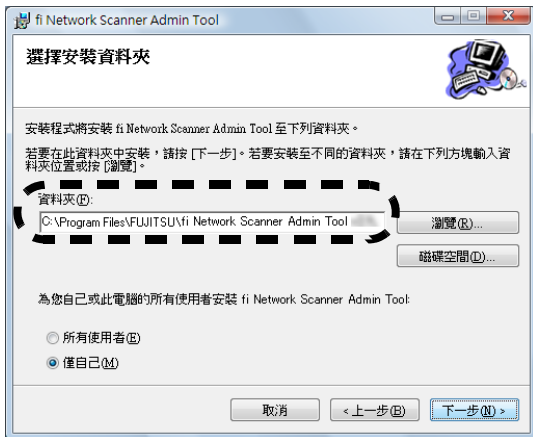 fi Network Scanner Admin Tool
選擇安裝資料夾
安裝程式將安裝 fi Network Scanner Admin Tool 至下列資料夾。
若要在此資料夾中安裝，請按 [下一步]。若要安裝至不同的資料夾，請在下列方塊輸入資
料夾位置或按 [瀏覽]。
資料夾(F):
C:\Program Files\FUJITSU\fi Network Scanner Admin Tool
瀏覽(R)...
磁碟空間(D)...
為您自己或此電腦的所有使用者安裝 fi Network Scanner Admin Tool:
所有使用者(E)
僅自己(M)
取消
<上一步(B)
下一步(N) >